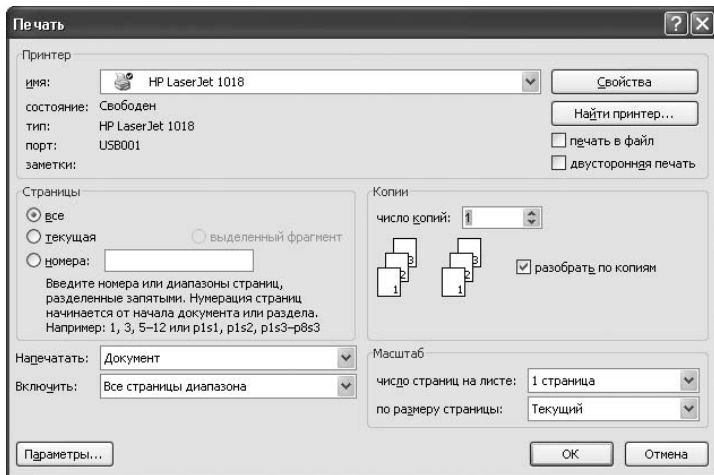 Печать
Принтер
имя: HP LaserJet 1018
Свойства
состояние: Свободен
Найти принтер...
тип: HP LaserJet 1018
порт: USB001
печать в файл
заметки:
двусторонняя печать
Страницы
все
текущая выделенный фрагмент
номера:
Введите номера или диапазоны страниц,
разделенные запятыми. Нумерация страниц
начинается от начала документа или раздела.
Например: 1, 3, 5–12 или p1s1, p1s2, p1s3–p8s3
Копии
число копий: 1
3 3
2 2
1 1
разобрать по копиям
Напечатать: Документ
Включить: Все страницы диапазона
Масштаб
число страниц на листе: 1 страница
по размеру страницы: Текущий
Параметры...
ОК Отмена